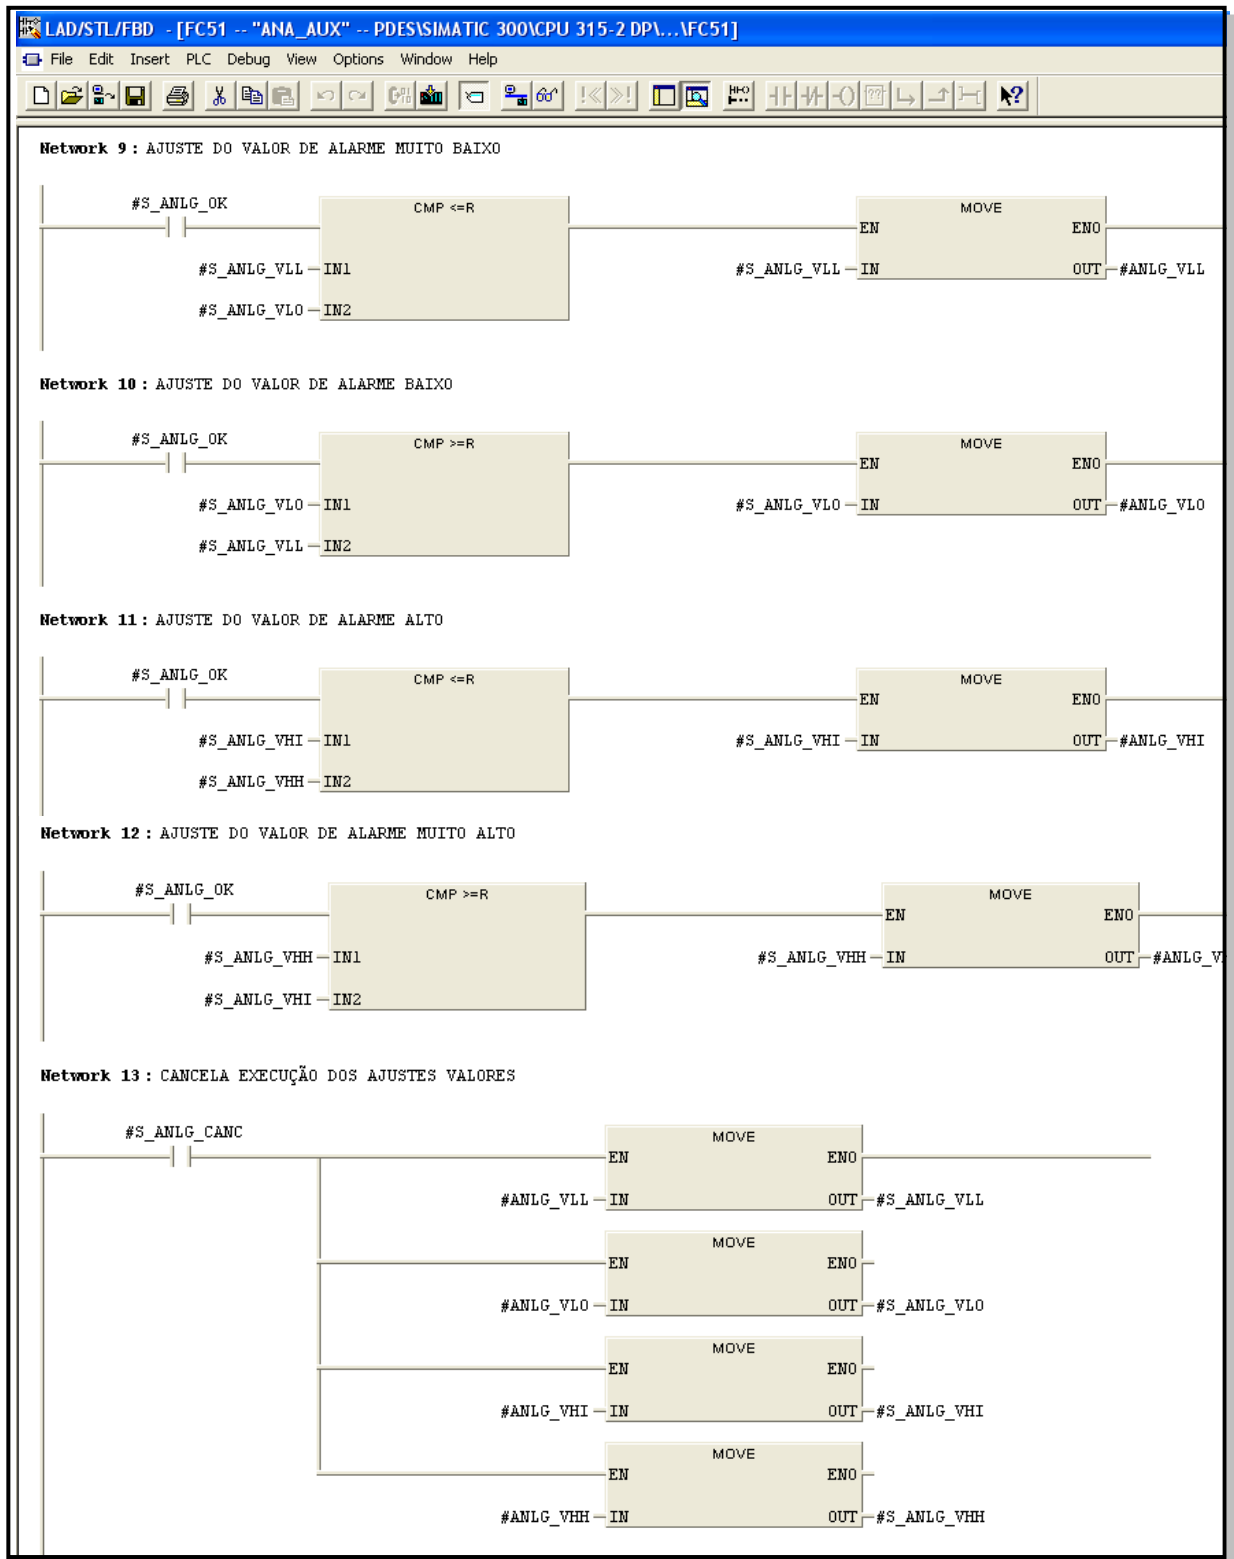 LAD/STL/FBD - [FC51 -- "ANA_AUX" -- PDES\SIMATIC 300\CPU 315-2 DP\...\FC51]
File Edit Insert PLC Debug View Options Window Help
Network 9 : AJUSTE DO VALOR DE ALARME MUITO BAIXO
#S_ANLG_OK
CMP <=R
MOVE
EN ENO
#S_ANLG_VLL IN1
#S_ANLG_VLL IN
OUT #ANLG_VLL
#S_ANLG_VLO IN2
Network 10 : AJUSTE DO VALOR DE ALARME BAIXO
#S_ANLG_OK
CMP >=R
MOVE
EN ENO
#S_ANLG_VLO IN1
#S_ANLG_VLO IN
OUT #ANLG_VLO
#S_ANLG_VLL IN2
Network 11 : AJUSTE DO VALOR DE ALARME ALTO
#S_ANLG_OK
CMP <=R
MOVE
EN ENO
#S_ANLG_VHI IN1
#S_ANLG_VHI IN
OUT #ANLG_VHI
#S_ANLG_VHH IN2
Network 12 : AJUSTE DO VALOR DE ALARME MUITO ALTO
#S_ANLG_OK
CMP >=R
MOVE
EN ENO
#S_ANLG_VHH IN1
#S_ANLG_VHH IN
OUT
#S_ANLG_VHI IN2
Network 13 : CANCELA EXECUÇÃO DOS AJUSTES VALORES
#S_ANLG_CANC
MOVE
EN ENO
#ANLG_VLL IN
OUT #S_ANLG_VLL
MOVE
EN ENO
#ANLG_VLO IN
OUT #S_ANLG_VLO
MOVE
EN ENO
#ANLG_VHI IN
OUT #S_ANLG_VHI
MOVE
EN ENO
#ANLG_VHH IN
OUT #S_ANLG_VHH